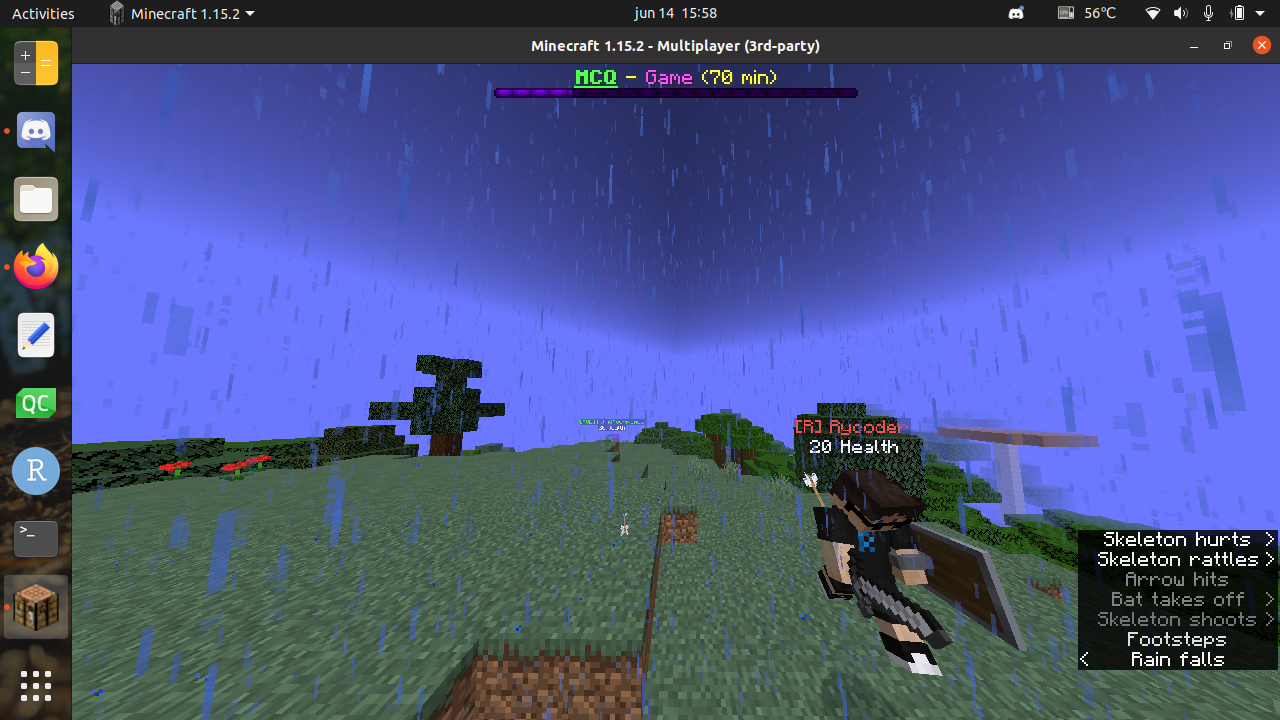 Activities
Minecraft 1.15.2
jun 14 15:58
56°C
Minecraft 1.15.2 - Multiplayer (3rd-party)
MCQ - Game (70 min)
QC
R
>_
[R] Rycoder
20 Health
Skeleton hurts >
Skeleton rattles >
Arrow hits
Bat takes off >
Skeleton shoots >
Footsteps
< Rain falls